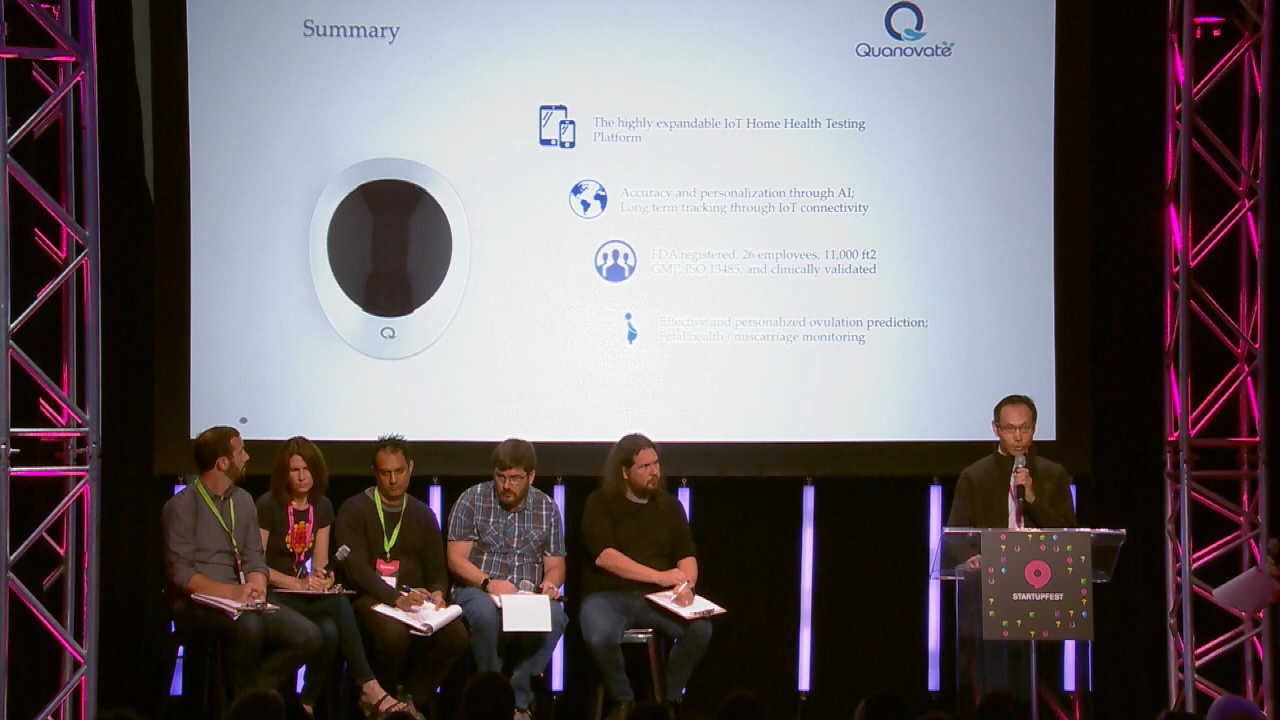 Summary
Quanovate
The highly expandable IoT Home Health Testing
Platform
Accuracy and personalization through AI;
Long term tracking through IoT connectivity
FDA registered, 26 employees, 11,000 ft2
GMP, ISO 13485, and clinically validated
Effective and personalized ovulation prediction;
Fetal health / miscarriage monitoring
Q
STARTUPFEST